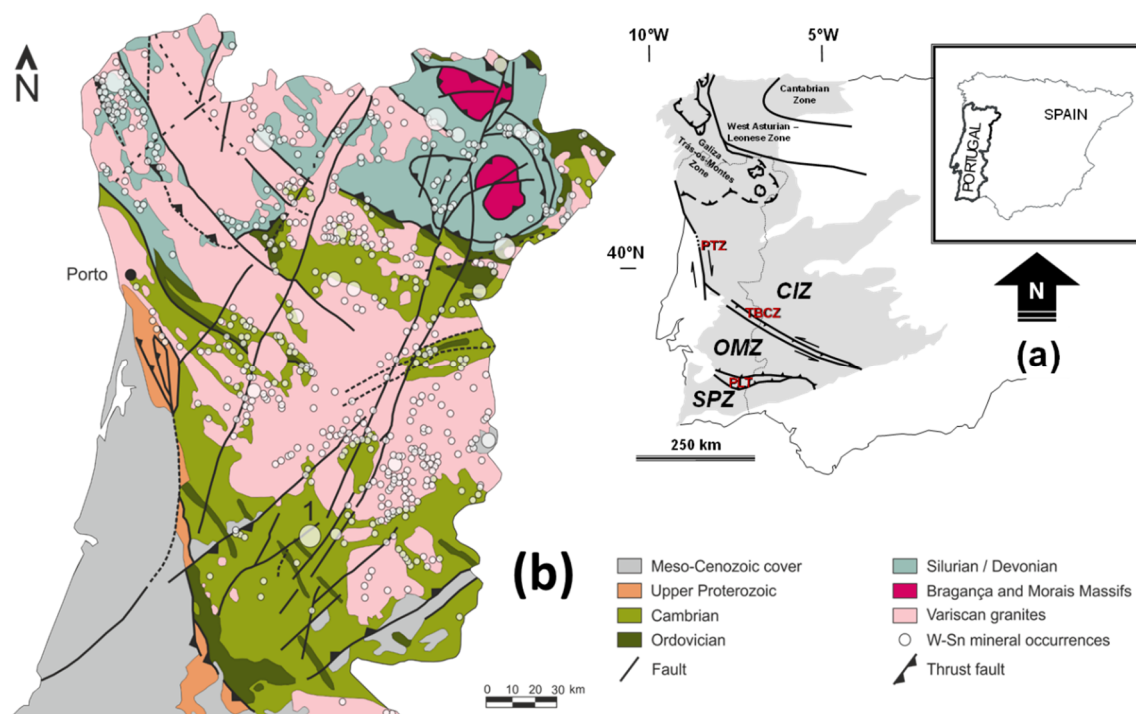 N
Porto
1
(b)
0 10 20 30 km
10°W
5°W
40°N
Cantabrian
Zone
West Asturian –
Leonese Zone
Galiza –
Trás-os-Montes
Zone
PTZ
CIZ
TBCZ
OMZ
PLT
SPZ
250 km
SPAIN
PORTUGAL
N
(a)
Meso-Cenozoic cover
Upper Proterozoic
Cambrian
Ordovician
Fault
Silurian / Devonian
Bragança and Morais Massifs
Variscan granites
W-Sn mineral occurrences
Thrust fault